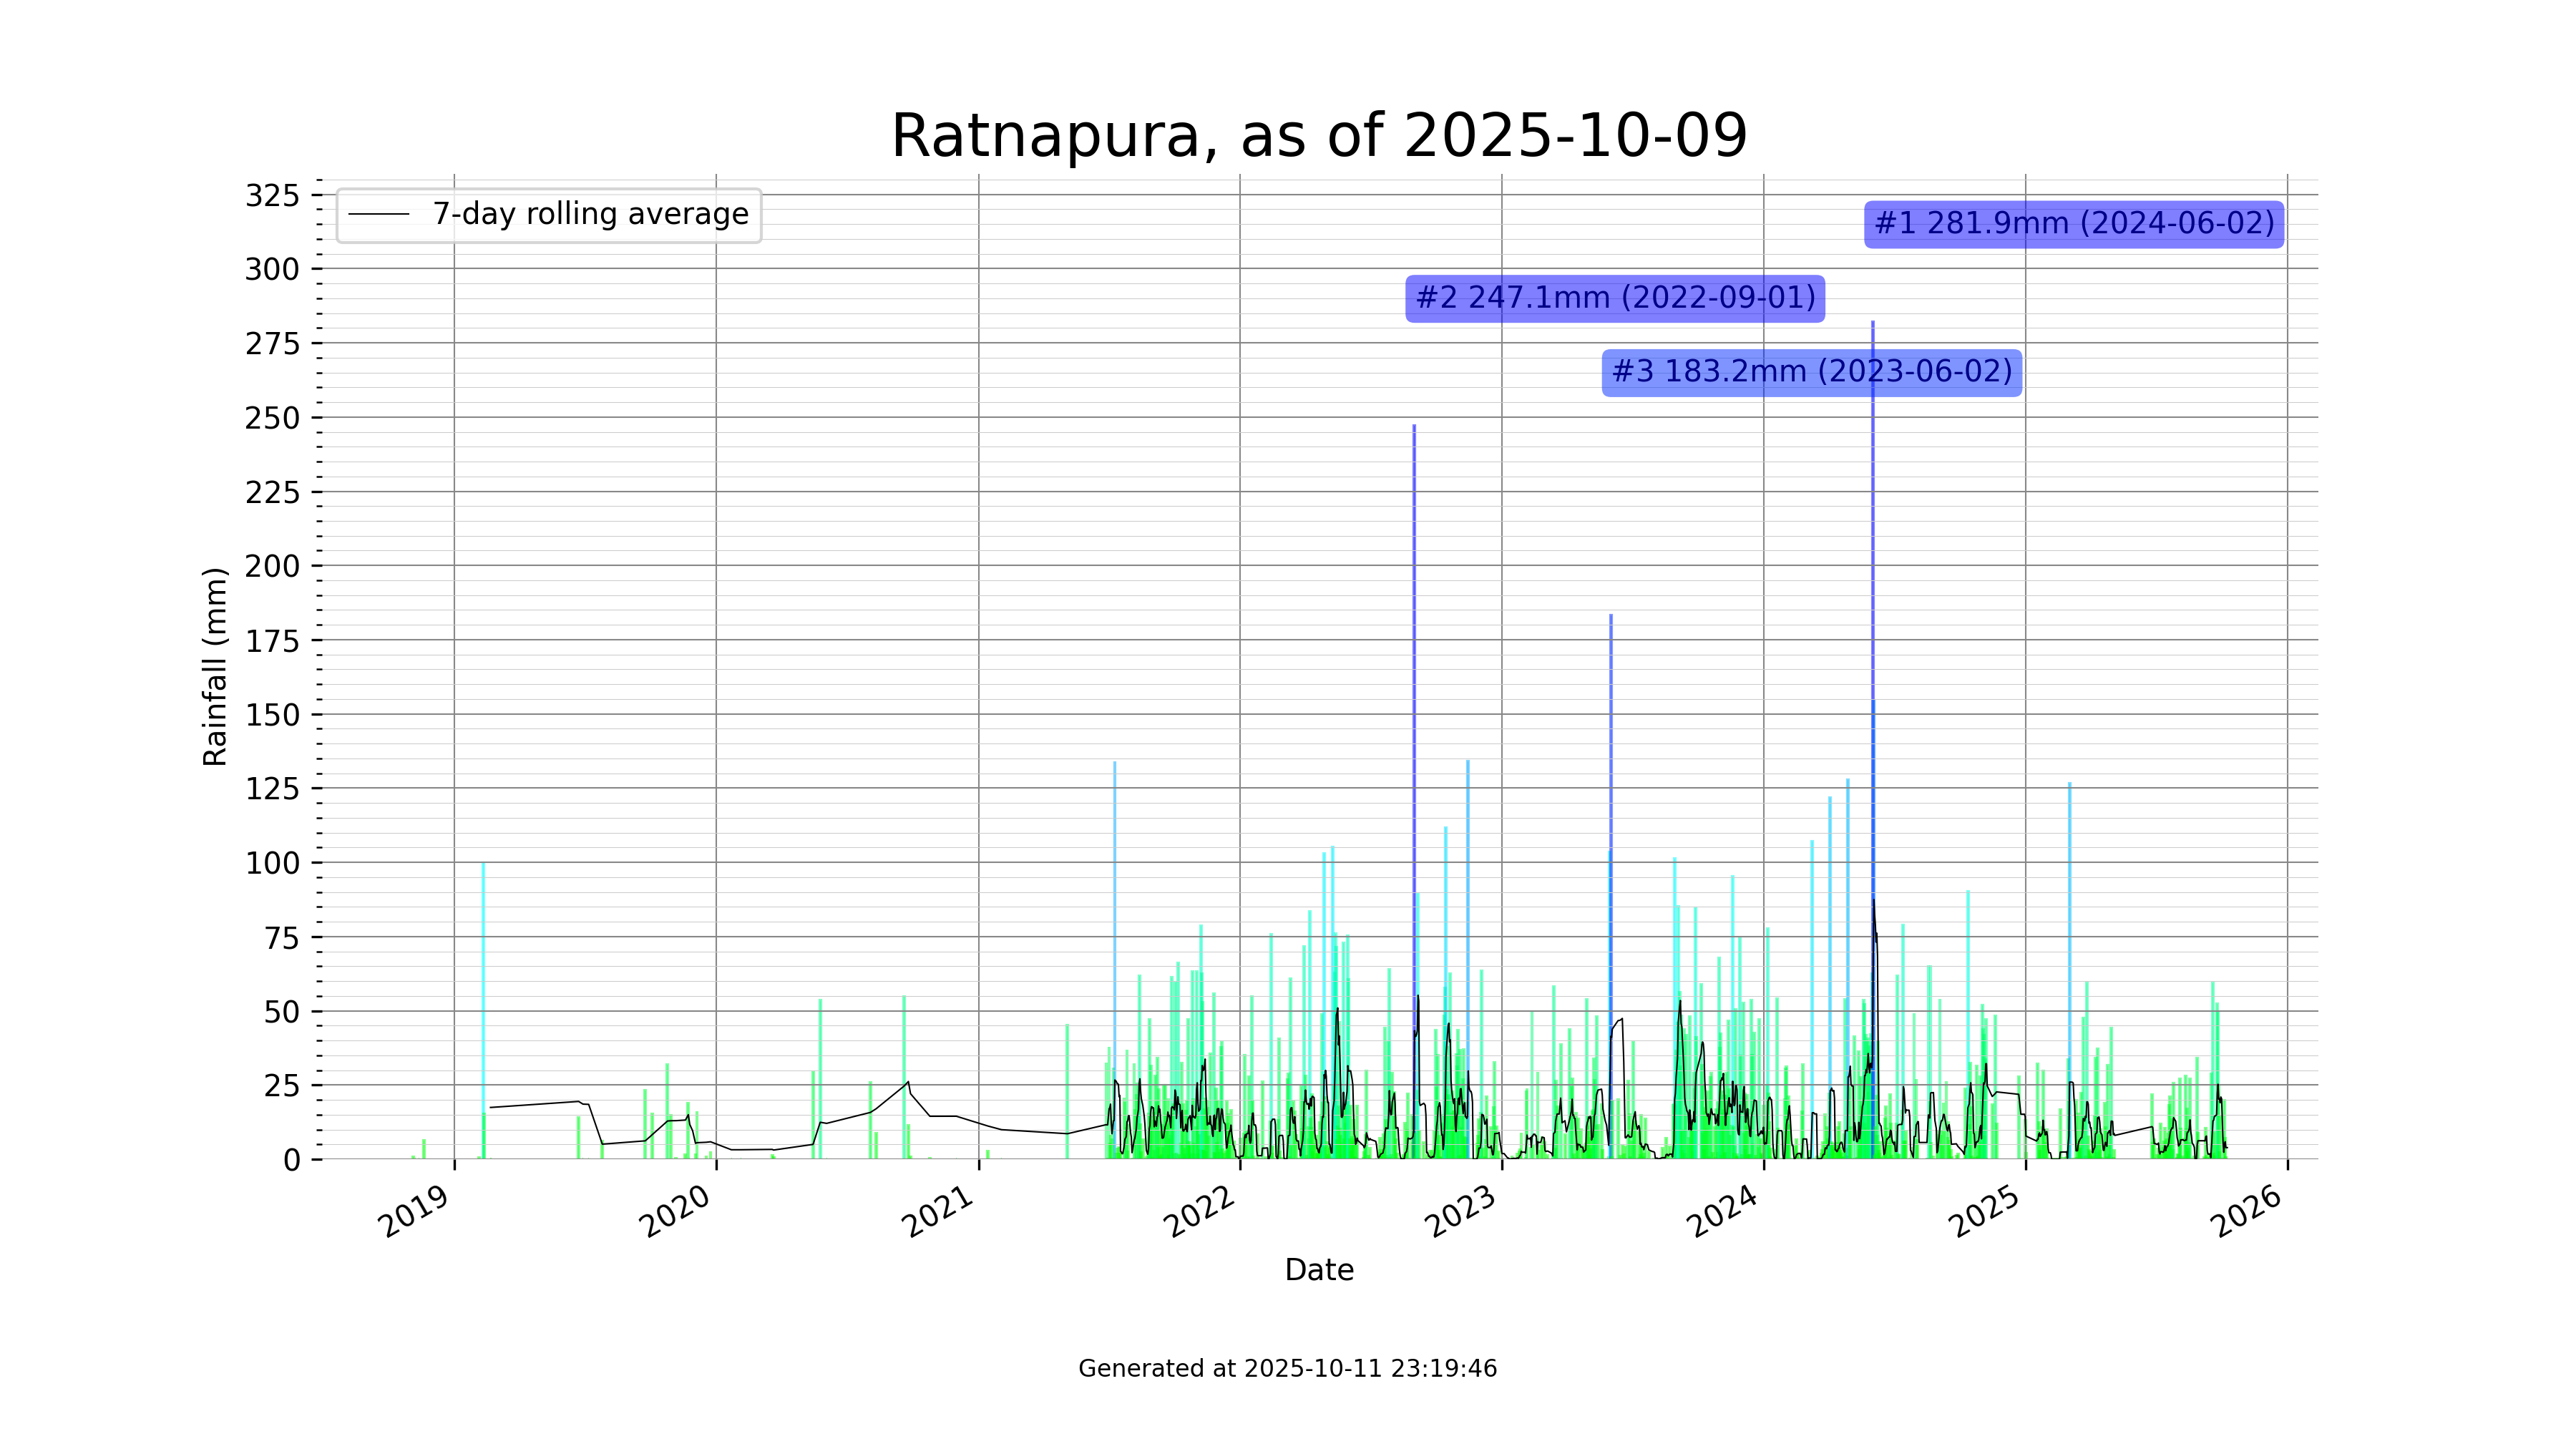 Ratnapura, as of 2025-10-09
7-day rolling average
#1 281.9mm (2024-06-02)
#2 247.1mm (2022-09-01)
#3 183.2mm (2023-06-02)
Rainfall (mm)
325
300
275
250
225
200
175
150
125
100
75
50
25
0
2019
2020
2021
2022
2023
2024
2025
2026
Date
Generated at 2025-10-11 23:19:46